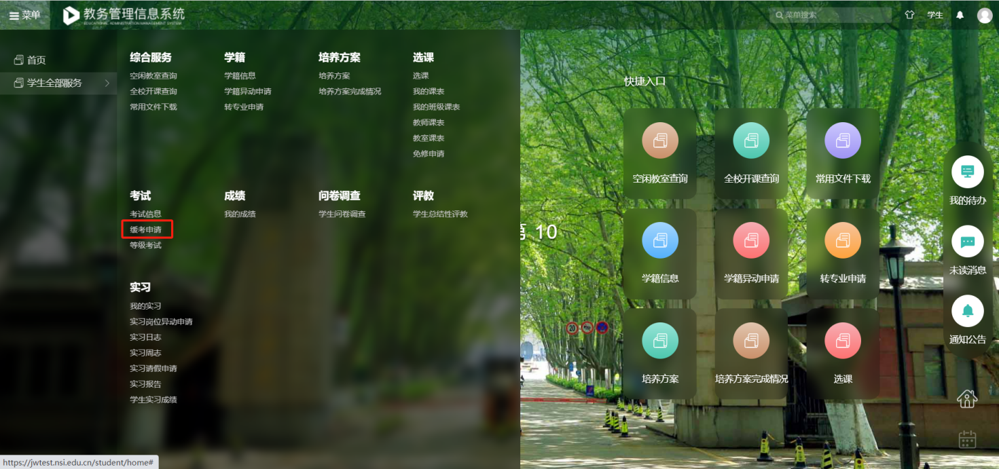 菜单
教务管理信息系统
EDUCATIONAL ADMINISTRATION MANAGEMENT SYSTEM
菜单搜索
学生
首页
学生全部服务
综合服务
空闲教室查询
全校开课查询
常用文件下载
学籍
学籍信息
学籍异动申请
转专业申请
培养方案
培养方案
培养方案完成情况
选课
选课
我的课表
我的班级课表
教师课表
教室课表
免修申请
考试
考试信息
缓考申请
等级考试
成绩
我的成绩
问卷调查
学生问卷调查
评教
学生总结性评教
实习
我的实习
实习岗位异动申请
实习日志
实习周志
实习请假申请
实习报告
学生实习成绩
10
快捷入口
空闲教室查询
全校开课查询
常用文件下载
学籍信息
学籍异动申请
转专业申请
培养方案
培养方案完成情况
选课
我的待办
未读消息
通知公告
20
https://jwtest.nsi.edu.cn/student/home#